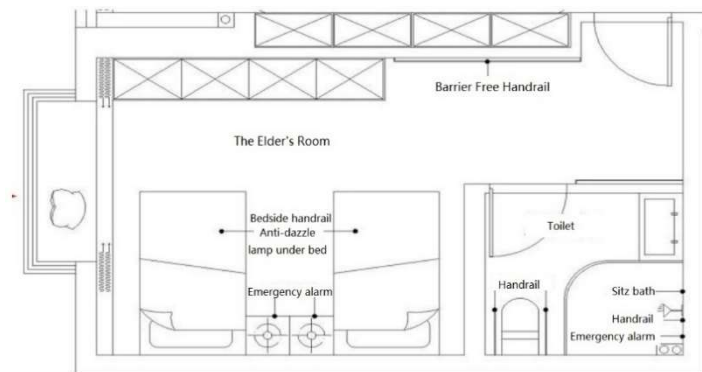 Barrier Free Handrail
The Elder's Room
Bedside handrail
Anti-dazzle
lamp under bed
Toilet
Emergency alarm
Handrail
Sitz bath
Handrail
Emergency alarm